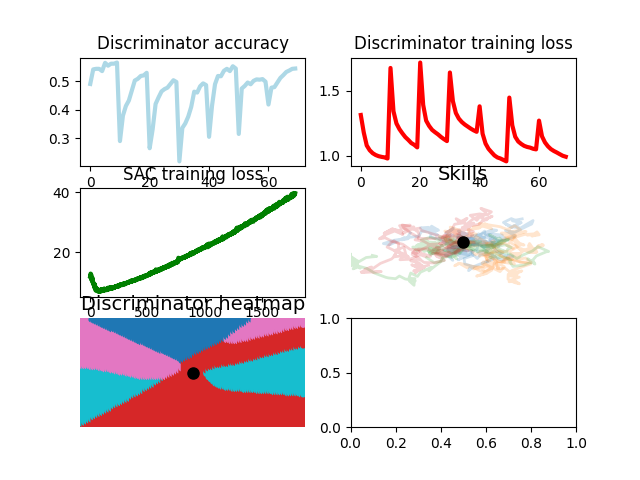 Discriminator accuracy
0.5
0.4
0.3
0 20 40 60
Discriminator training loss
1.5
1.0
0 20 40 60
SAC training loss
40
20
0 500 1000 1500
Skills
Discriminator heatmap
1.0
0.5
0.0
0.0 0.2 0.4 0.6 0.8 1.0